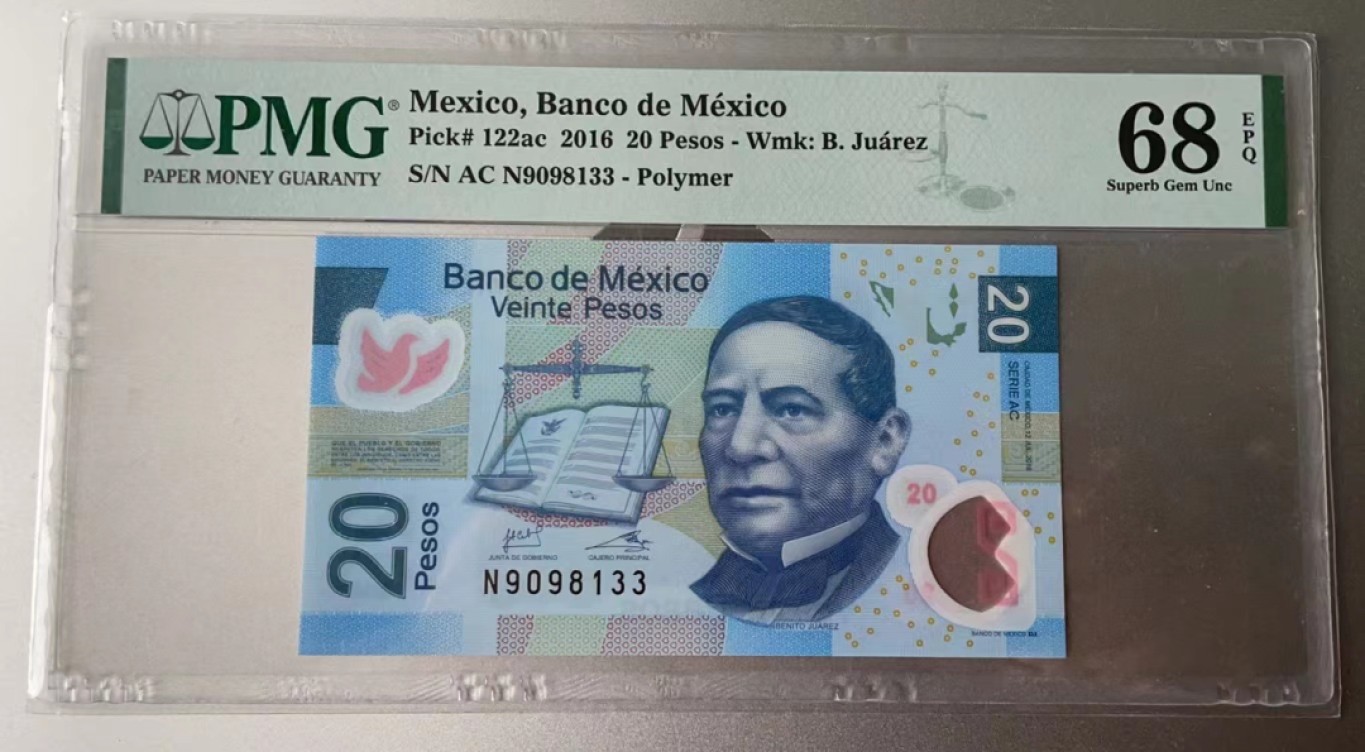 PMG®
PAPER MONEY GUARANTY
Mexico, Banco de México
Pick# 122ac 2016 20 Pesos - Wmk: B. Juárez
S/N AC N9098133 - Polymer
68
EPQ
Superb Gem Unc
Banco de México
Veinte Pesos
20
SERIE AC
20
Pesos
20
JUNTA DE GOBIERNO
CAJERO PRINCIPAL
N9098133
BENITO JUÁREZ
BANCO DE MÉXICO